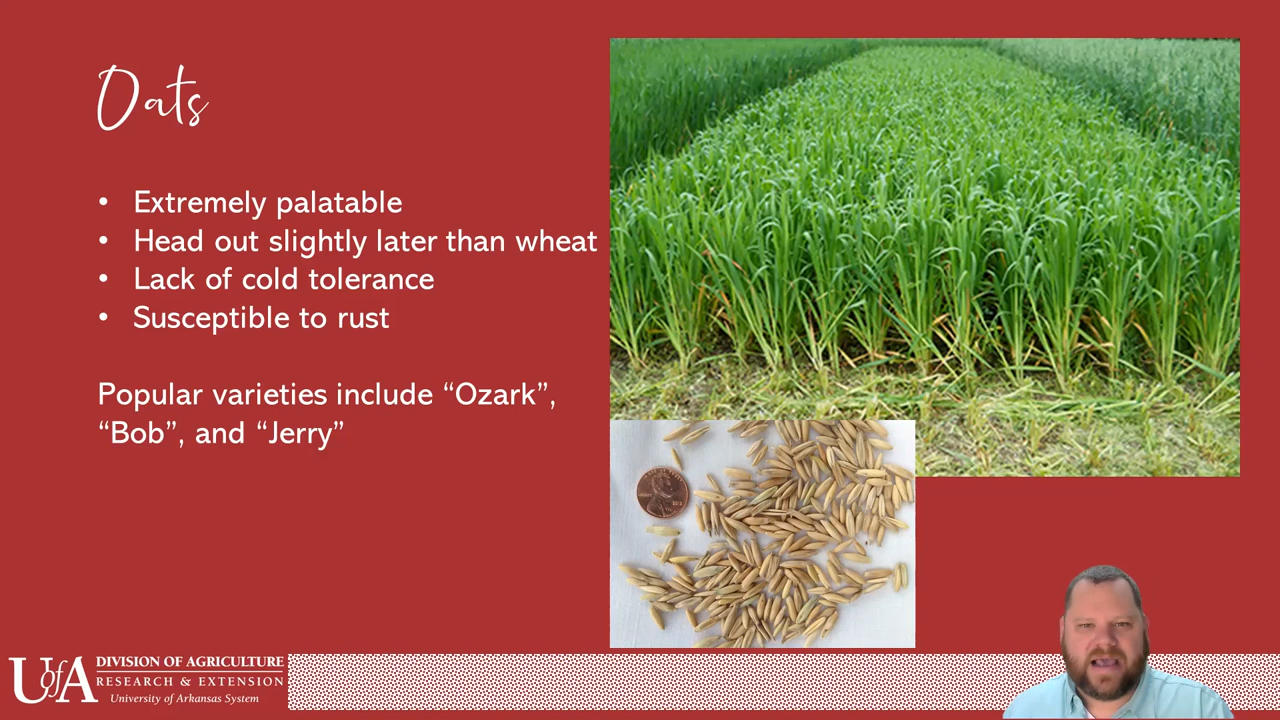 Oats
• Extremely palatable
• Head out slightly later than wheat
• Lack of cold tolerance
• Susceptible to rust
Popular varieties include “Ozark”,
“Bob”, and “Jerry”
UofA
DIVISION OF AGRICULTURE
RESEARCH & EXTENSION
University of Arkansas System